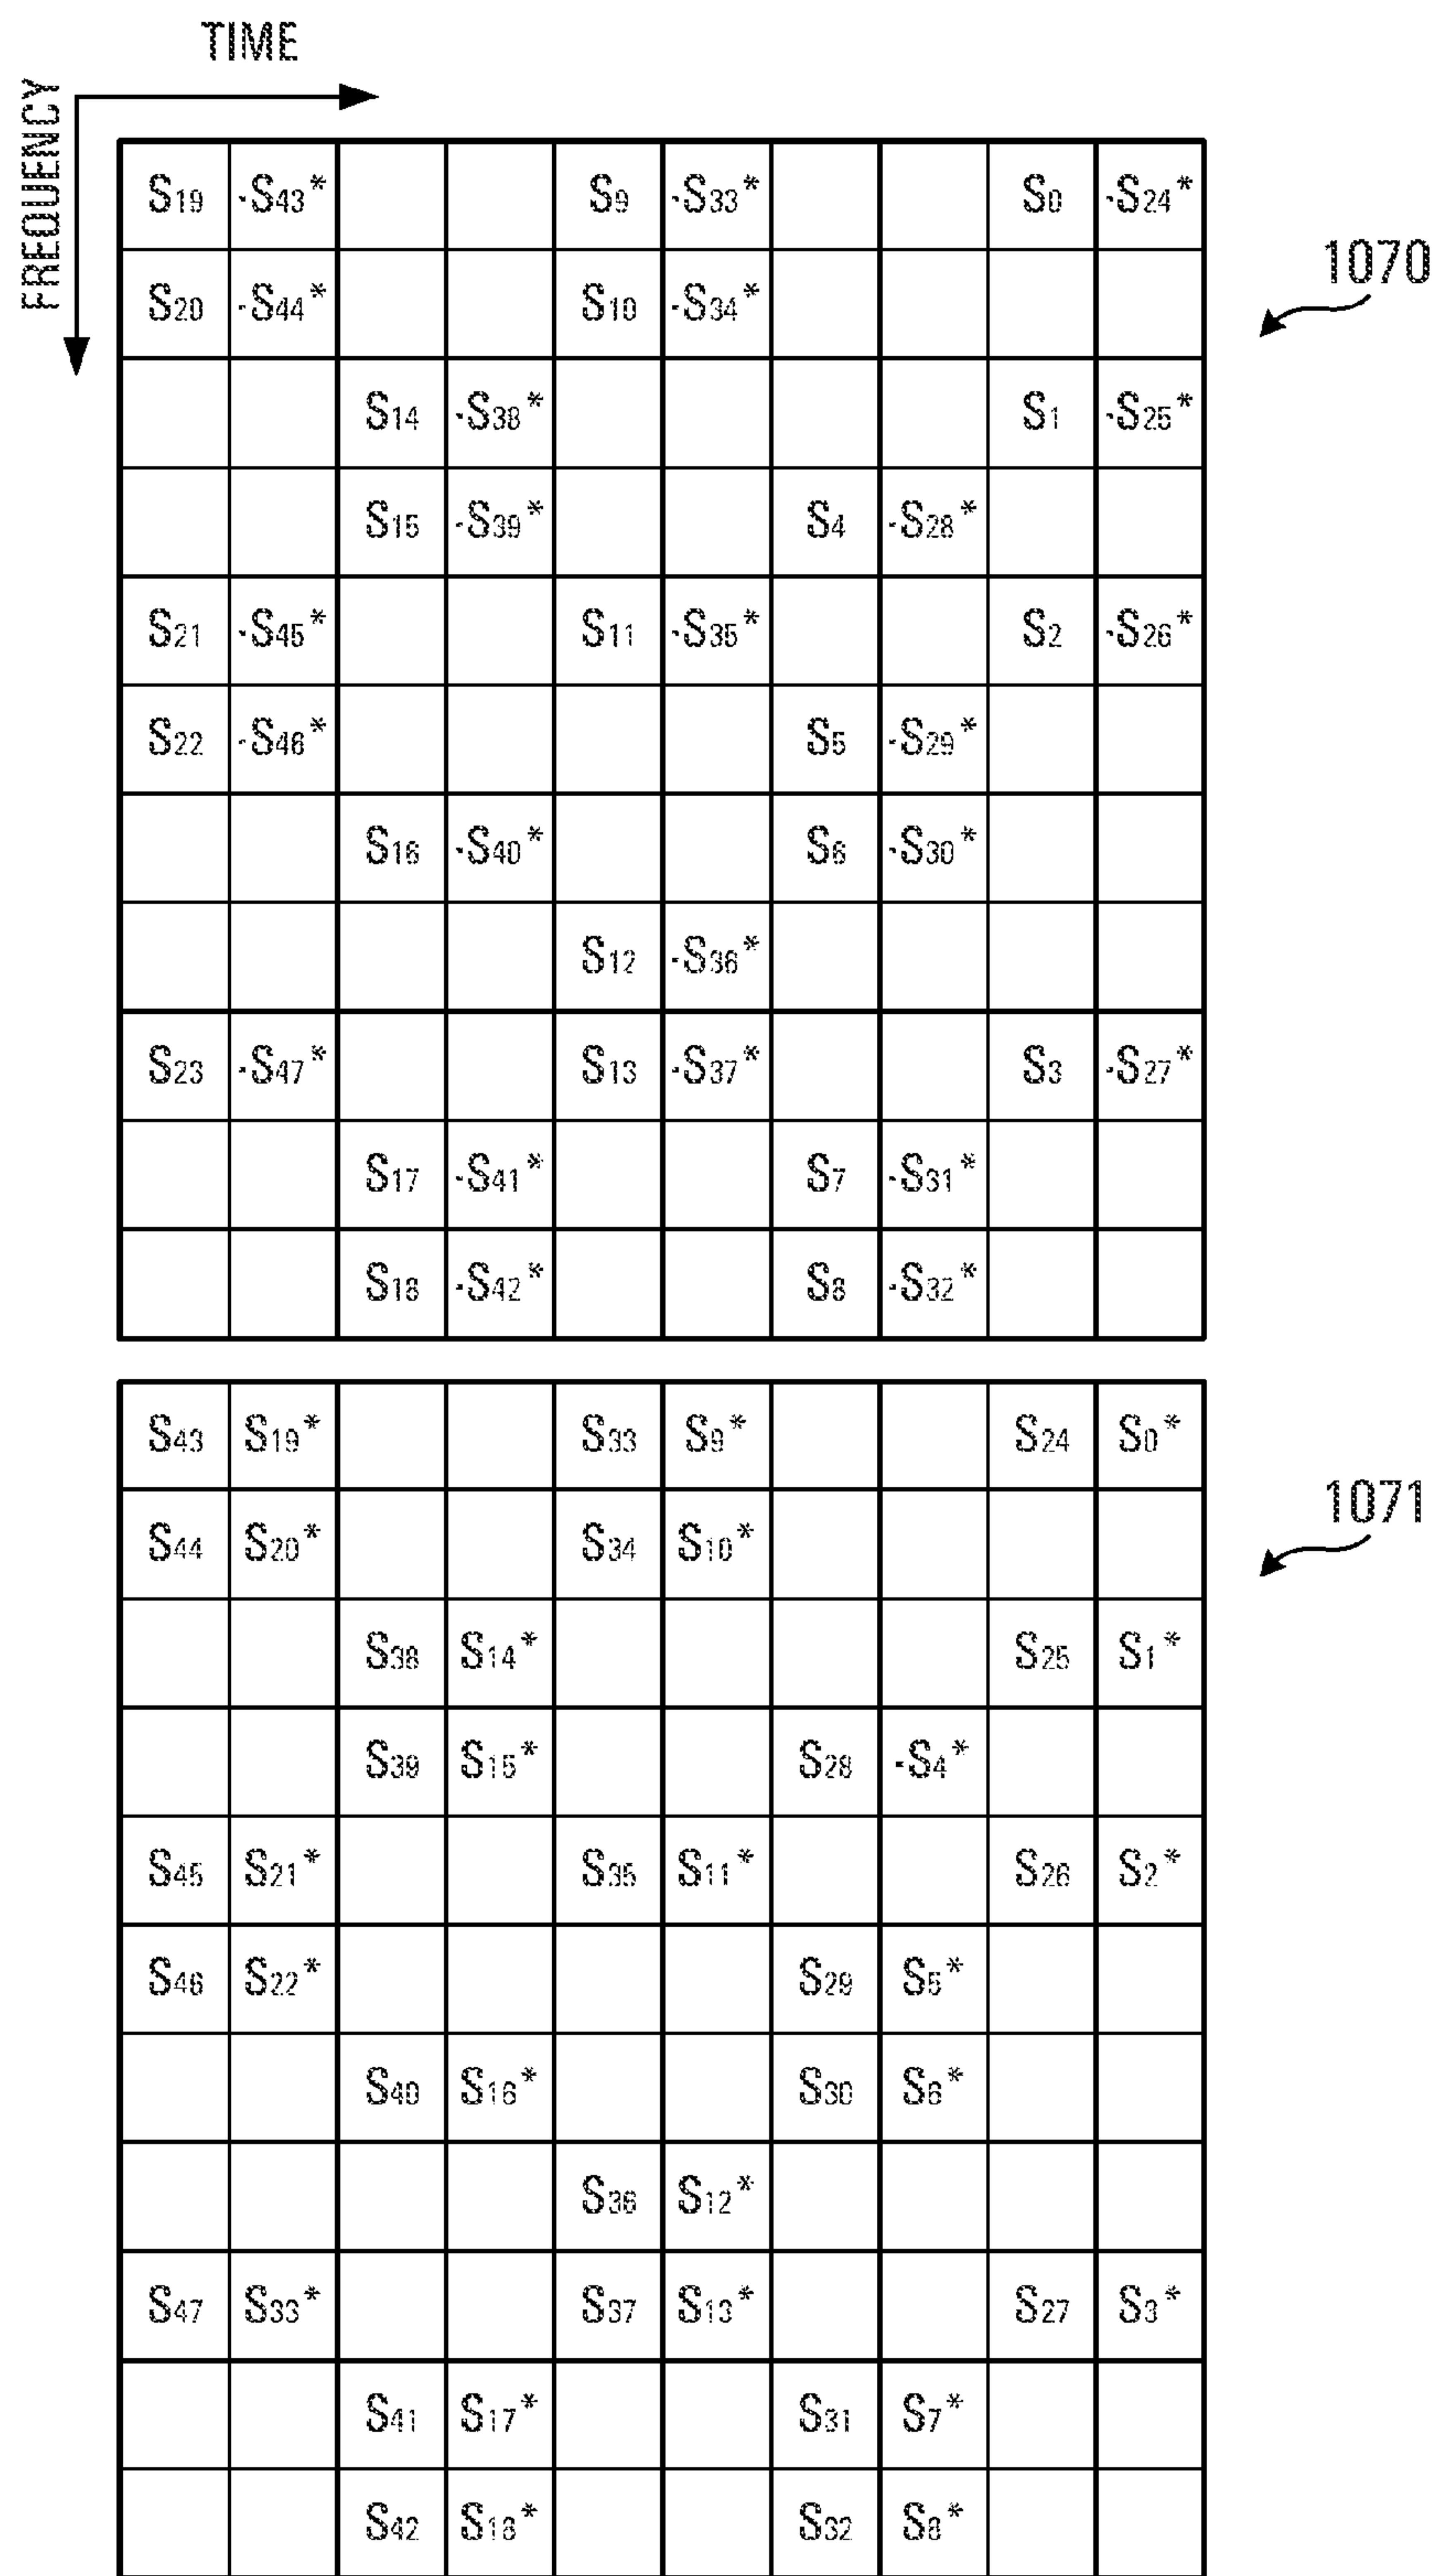 TIME
FREQUENCY
S19 -S43* S9 -S33* S0 -S24*
1070
S20 -S44* S10 -S34*
S14 -S38* S1 -S25*
S15 -S39* S4 -S28*
S21 -S45* S11 -S35* S2 -S26*
S22 -S46* S5 -S29*
S16 -S40* S6 -S30*
S12 -S36*
S23 -S47* S13 -S37* S3 -S27*
S17 -S41* S7 -S31*
S18 -S42* S8 -S32*
S43 S19* S33 S9* S24 S0*
1071
S44 S20* S34 S10*
S38 S14* S25 S1*
S39 S15* S28 -S4*
S45 S21* S35 S11* S26 S2*
S46 S22* S29 S5*
S40 S16* S30 S6*
S36 S12*
S47 S33* S37 S13* S27 S3*
S41 S17* S31 S7*
S42 S18* S32 S8*